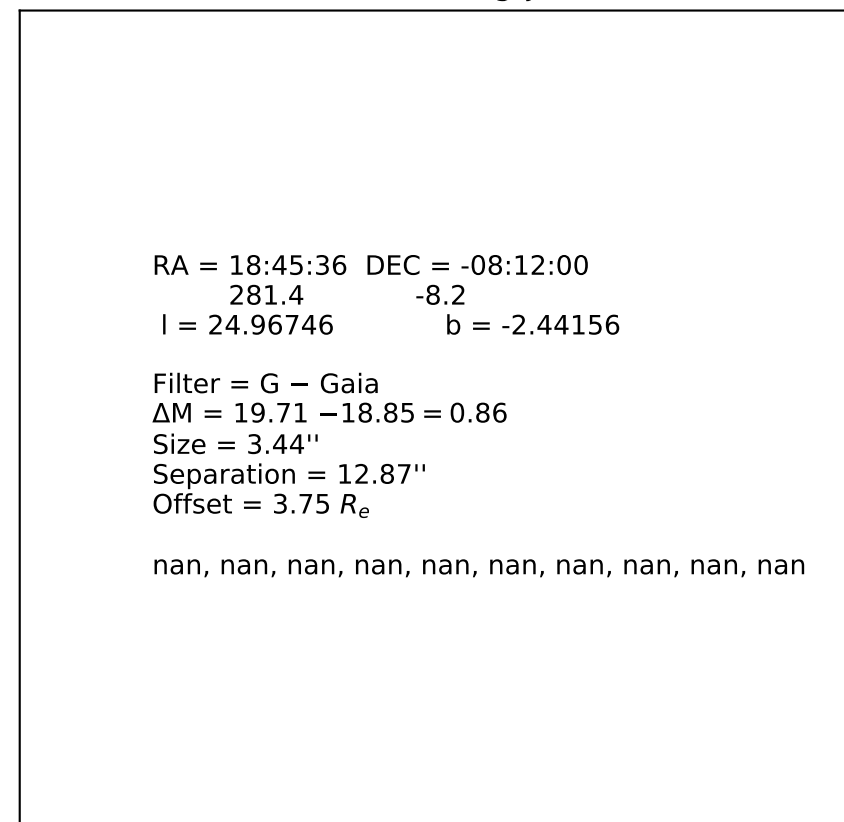 RA = 18:45:36 DEC = -08:12:00
281.4 -8.2
l = 24.96746 b = -2.44156
Filter = G − Gaia
ΔM = 19.71 −18.85 = 0.86
Size = 3.44''
Separation = 12.87''
Offset = 3.75 Re
nan, nan, nan, nan, nan, nan, nan, nan, nan, nan